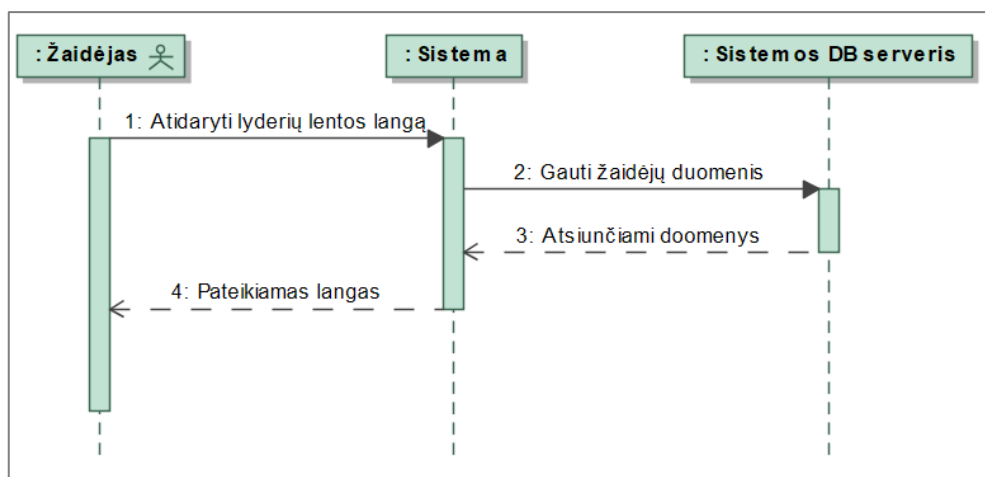 : Žaidėjas
: Sistema
: Sistemos DB serveris
1: Atidaryti lyderių lentos langą
2: Gauti žaidėjų duomenis
3: Atsiunčiami doomenys
4: Pateikiamas langas